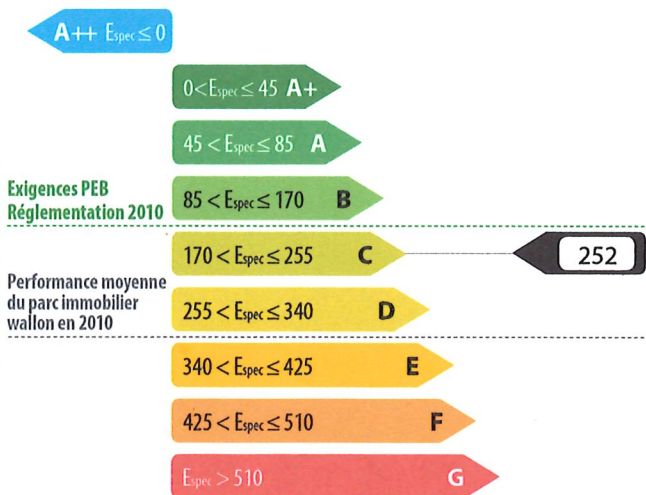 A++ Espec ≤ 0
0<Espec ≤ 45 A+
45 < Espec ≤ 85 A
Exigences PEB
Réglementation 2010
85 < Espec ≤ 170 B
170 < Espec ≤ 255 C
252
Performance moyenne
du parc immobilier
wallon en 2010
255 < Espec ≤ 340 D
340 < Espec ≤ 425 E
425 < Espec ≤ 510 F
Espec > 510 G